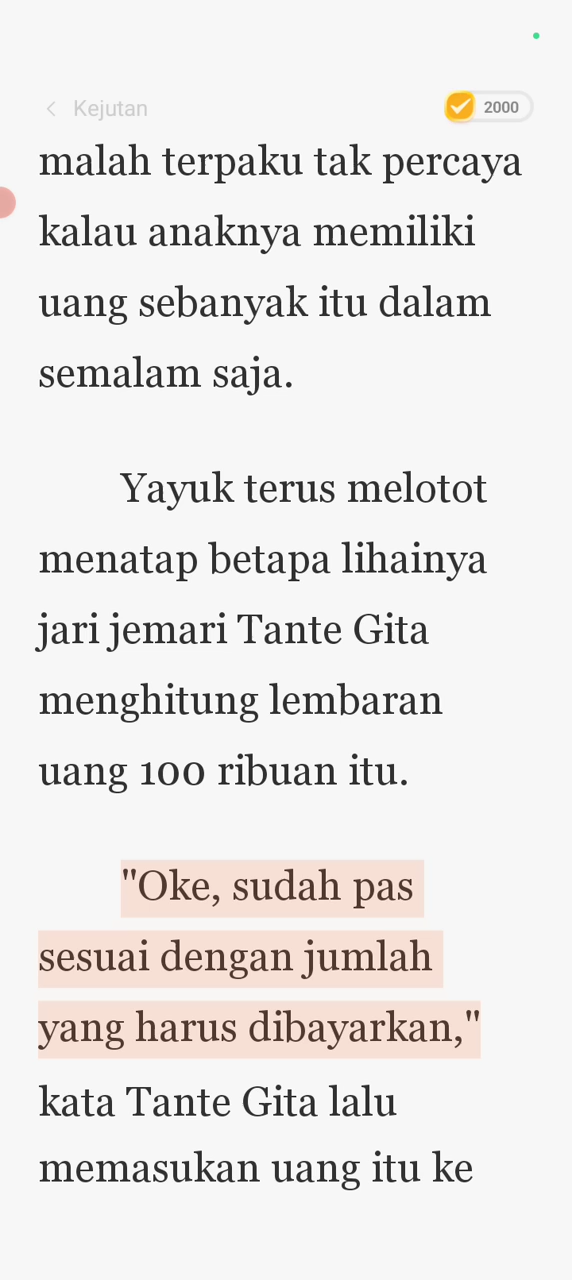 Kejutan
2000
malah terpaku tak percaya
kalau anaknya memiliki
uang sebanyak itu dalam
semalam saja.
Yayuk terus melotot
menatap betapa lihainya
jari jemari Tante Gita
menghitung lembaran
uang 100 ribuan itu.
"Oke, sudah pas
sesuai dengan jumlah
yang harus dibayarkan,"
kata Tante Gita lalu
memasukan uang itu ke